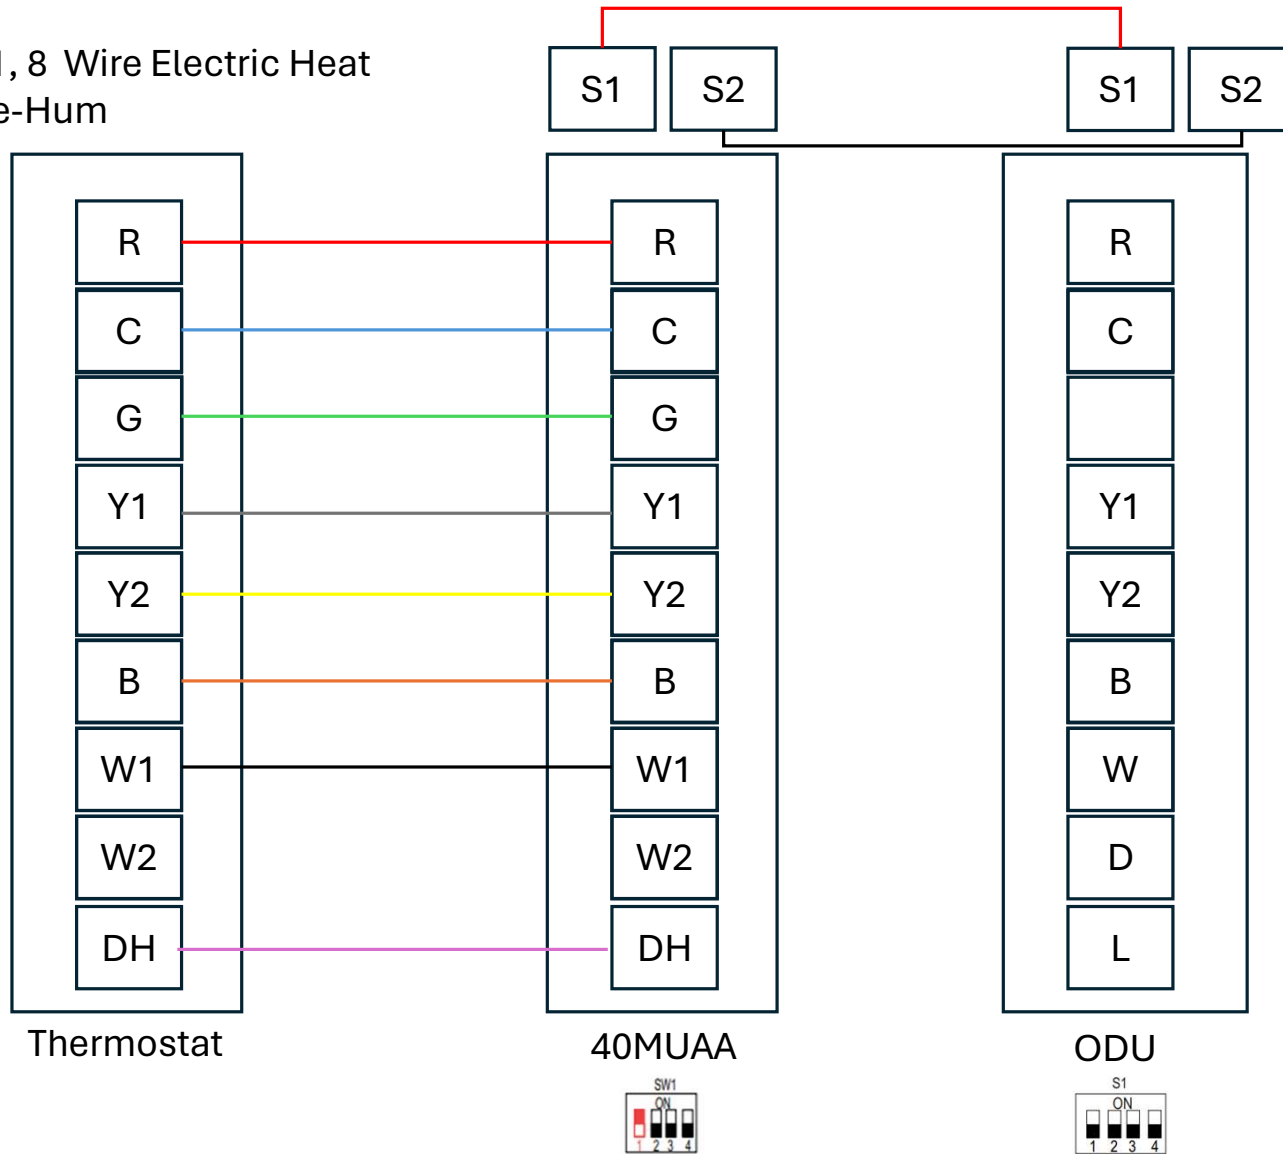 , 8 Wire Electric Heat
e-Hum
S1 S2 S1 S2
R R R
C C C
G G
Y1 Y1 Y1
Y2 Y2 Y2
B B B
W1 W1 W
W2 W2 D
DH DH L
Thermostat 40MUAA ODU
SW1 S1
ON ON
1 2 3 4 1 2 3 4